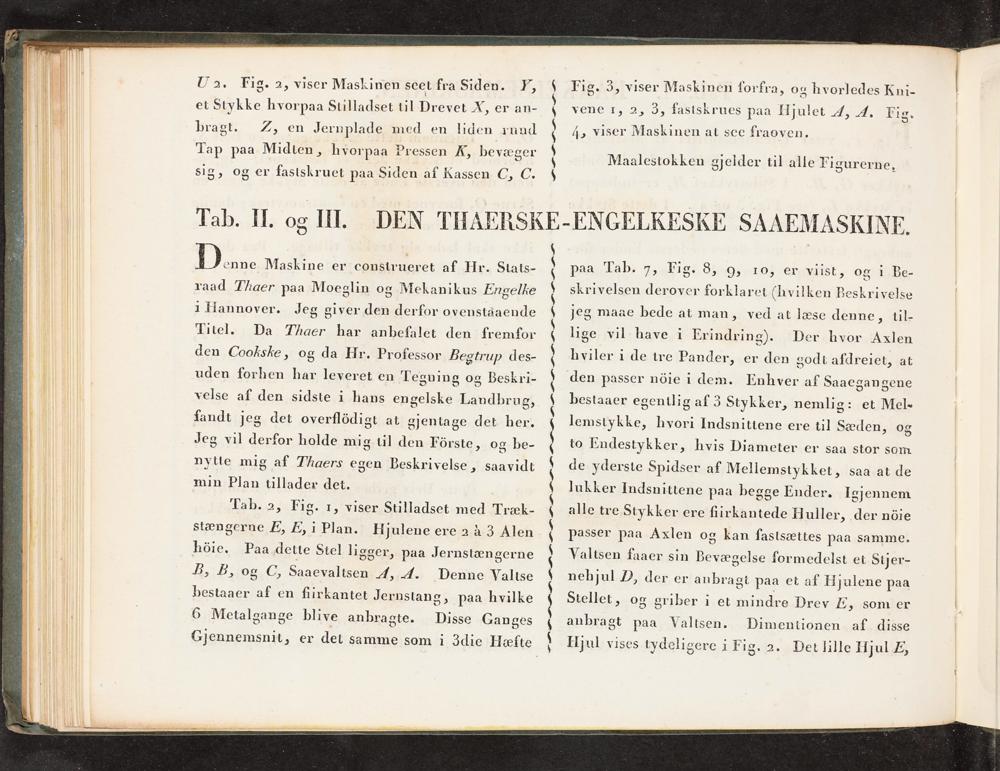 U 2. Fig. 2, viser Maskinen seet fra Siden. Y,
et Stykke hvorpaa Stilladset til Drevet X, er an-
bragt. Z, en Jernplade med en liden rund
Tap paa Midten, hvorpaa Pressen K, bevæger
sig, og er fastskruet paa Siden af Kassen C, C.
Fig. 3, viser Maskinen forfra, og hvorledes Kni-
vene 1, 2, 3, fastskrues paa Hjulet A, A. Fig.
4, viser Maskinen at see fraoven.
Maalestokken gjelder til alle Figurerne.
Tab. II. og III. DEN THAERSKE-ENGELKESKE SAAEMASKINE.
Denne Maskine er construeret af Hr. Stats-
raad Thaer paa Moeglin og Mekanikus Engelke
i Hannover. Jeg giver den derfor ovenstaaende
Titel. Da Thaer har anbefalet den fremfor
den Cookske, og da Hr. Professor Begtrup des-
uden forhen har leveret en Tegning og Beskri-
velse af den sidste i hans engelske Landbrug,
fandt jeg det overflödigt at gjentage det her.
Jeg vil derfor holde mig til den Förste, og be-
nytte mig af Thaers egen Beskrivelse, saavidt
min Plan tillader det.
Tab. 2, Fig. 1, viser Stilladset med Træk-
stængerne E, E, i Plan. Hjulene ere 2 à 3 Alen
höie. Paa dette Stel ligger, paa Jernstængerne
B, B, og C, Saaevaltsen A, A. Denne Valtse
bestaaer af en fiirkantet Jernstang, paa hvilke
6 Metalgange blive anbragte. Disse Ganges
Gjennemsnit, er det samme som i 3die Hæfte
paa Tab. 7, Fig. 8, 9, 10, er viist, og i Be-
skrivelsen derover forklaret (hvilken Beskrivelse
jeg maae bede at man, ved at læse denne, til-
lige vil have i Erindring). Der hvor Axlen
hviler i de tre Pander, er den godt afdreiet, at
den passer nöie i dem. Enhver af Saaegangene
bestaaer egentlig af 3 Stykker, nemlig: et Mel-
lemstykke, hvori Indsnittene ere til Sæden, og
to Endestykker, hvis Diameter er saa stor som
de yderste Spidser af Mellemstykket, saa at de
lukker Indsnittene paa begge Ender. Igjennem
alle tre Stykker ere fiirkantede Huller, der nöie
passer paa Axlen og kan fastsættes paa samme.
Valtsen faaer sin Bevægelse formedelst et Stjer-
nehjul D, der er anbragt paa et af Hjulene paa
Stellet, og griber i et mindre Drev E, som er
anbragt paa Valtsen. Dimentionen af disse
Hjul vises tydeligere i Fig. 2. Det lille Hjul E,